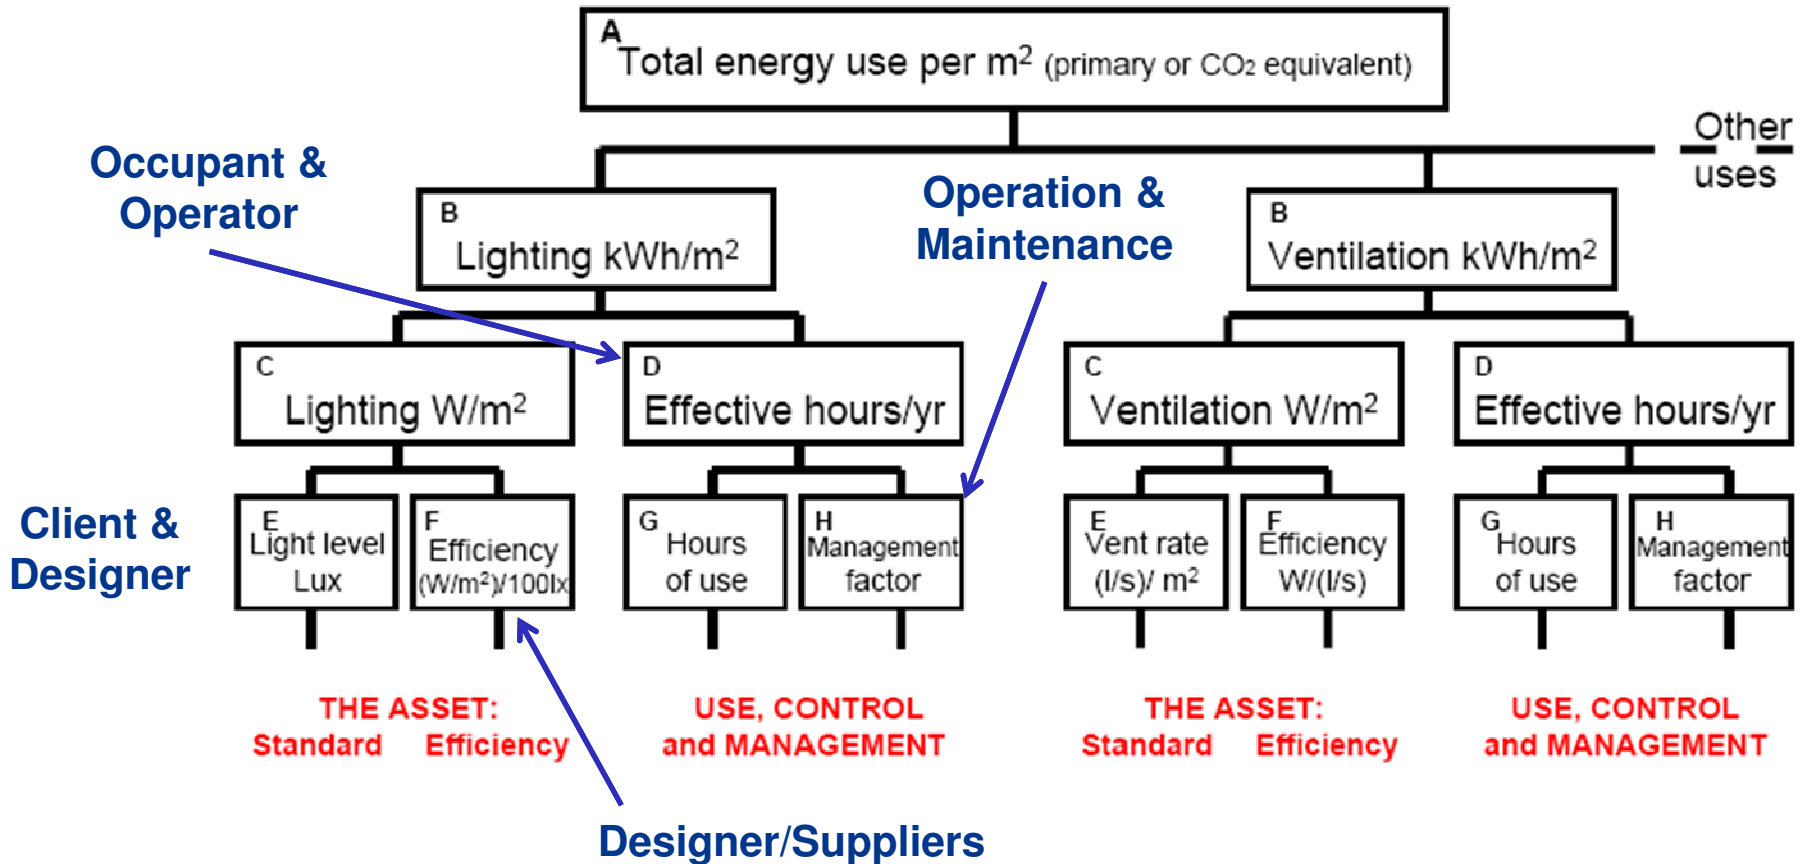 A
Total energy use per m² (primary or CO₂ equivalent)
Other
uses
Occupant &
Operator
Operation &
Maintenance
B
Lighting kWh/m²
B
Ventilation kWh/m²
C
Lighting W/m²
D
Effective hours/yr
C
Ventilation W/m²
D
Effective hours/yr
Client &
Designer
E
Light level
Lux
F
Efficiency
(W/m²)/100lx
G
Hours
of use
H
Management
factor
E
Vent rate
(l/s)/ m²
F
Efficiency
W/(l/s)
G
Hours
of use
H
Management
factor
THE ASSET:
Standard Efficiency
USE, CONTROL
and MANAGEMENT
THE ASSET:
Standard Efficiency
USE, CONTROL
and MANAGEMENT
Designer/Suppliers